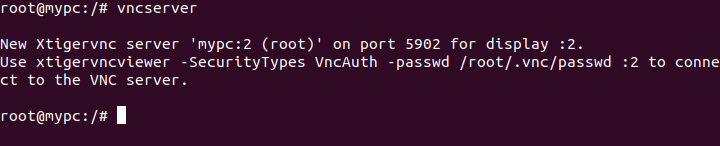 root@mypc:/# vncserver
New Xtigervnc server 'mypc:2 (root)' on port 5902 for display :2.
Use xtigervncviewer -SecurityTypes VncAuth -passwd /root/.vnc/passwd :2 to conne
ct to the VNC server.
root@mypc:/#